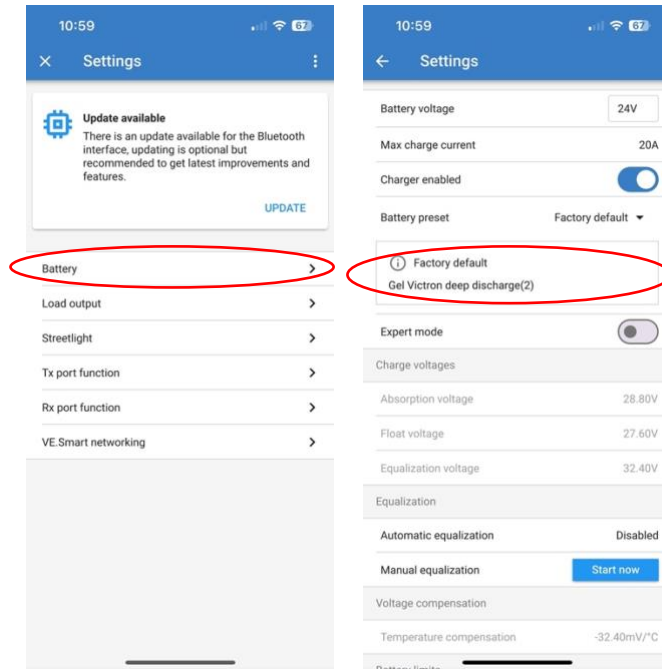 10:59
67
Settings
Update available
There is an update available for the Bluetooth
interface, updating is optional but
recommended to get latest improvements and
features.
UPDATE
Battery
Load output
Streetlight
Tx port function
Rx port function
VE.Smart networking
10:59
67
Settings
Battery voltage 24V
Max charge current 20A
Charger enabled
Battery preset Factory default
Factory default
Gel Victron deep discharge(2)
Expert mode
Charge voltages
Absorption voltage 28.80V
Float voltage 27.60V
Equalization voltage 32.40V
Equalization
Automatic equalization Disabled
Manual equalization Start now
Voltage compensation
Temperature compensation -32.40mV/°C